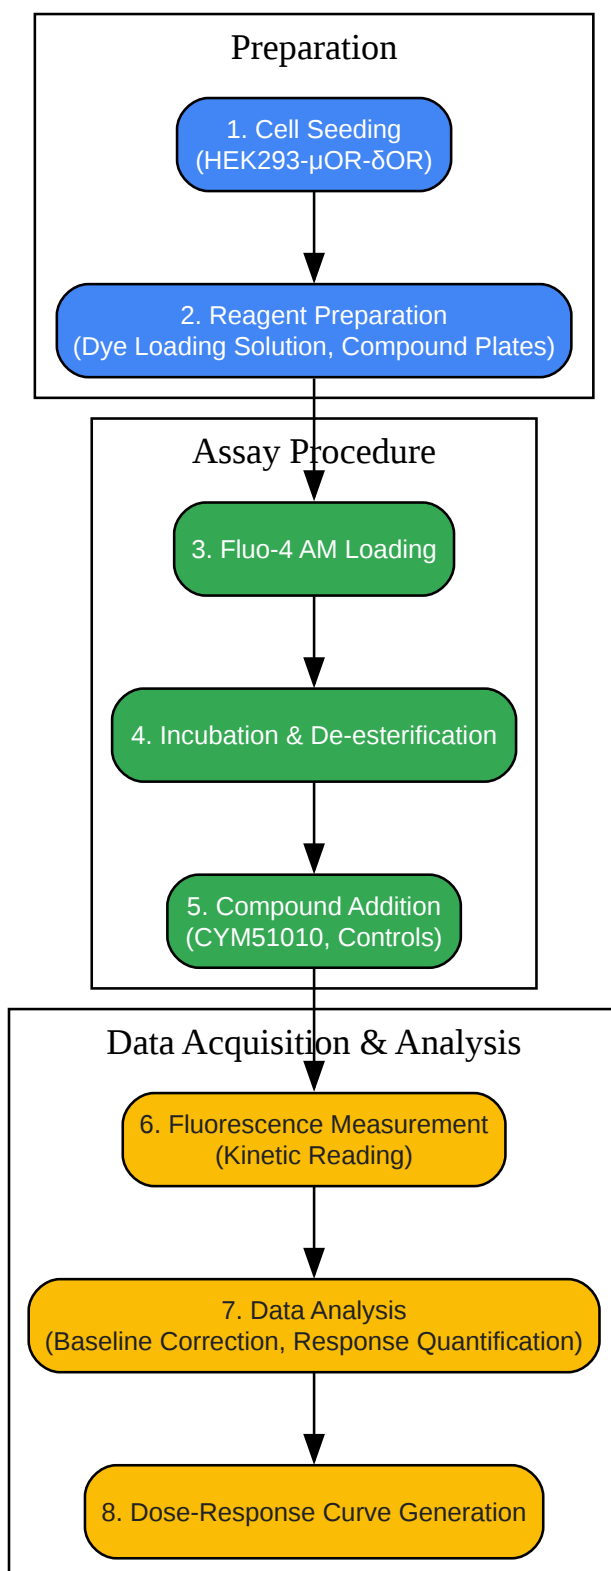 Preparation
1. Cell Seeding
(HEK293-μOR-δOR)
2. Reagent Preparation
(Dye Loading Solution, Compound Plates)
Assay Procedure
3. Fluo-4 AM Loading
4. Incubation & De-esterification
5. Compound Addition
(CYM51010, Controls)
Data Acquisition & Analysis
6. Fluorescence Measurement
(Kinetic Reading)
7. Data Analysis
(Baseline Correction, Response Quantification)
8. Dose-Response Curve Generation